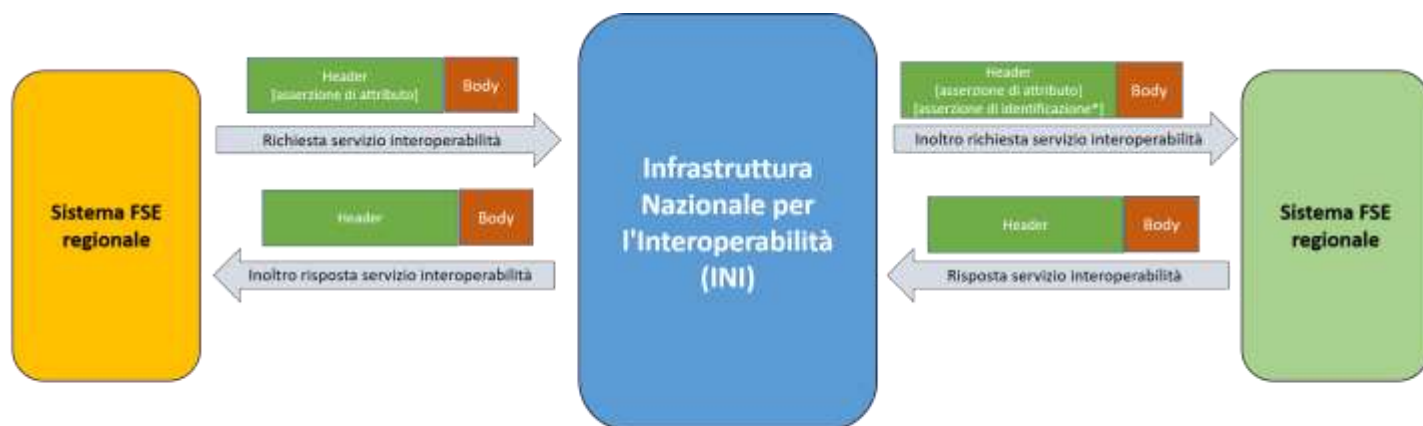 Sistema FSE
regionale
Header
[asserzione di attributo]
Body
Richiesta servizio interoperabilità
Header
Body
Inoltro risposta servizio interoperabilità
Infrastruttura
Nazionale per
l'Interoperabilità
(INI)
Header
[asserzione di attributo]
[asserzione di identificazione*]
Body
Inoltro richiesta servizio interoperabilità
Header
Body
Risposta servizio interoperabilità
Sistema FSE
regionale